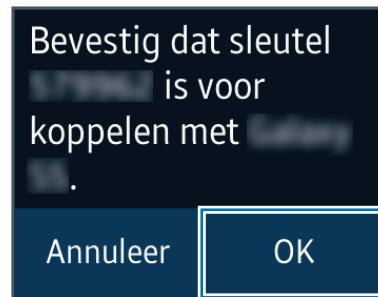 Bevestig dat sleutel
is voor
koppelen met
.
Annuleer OK